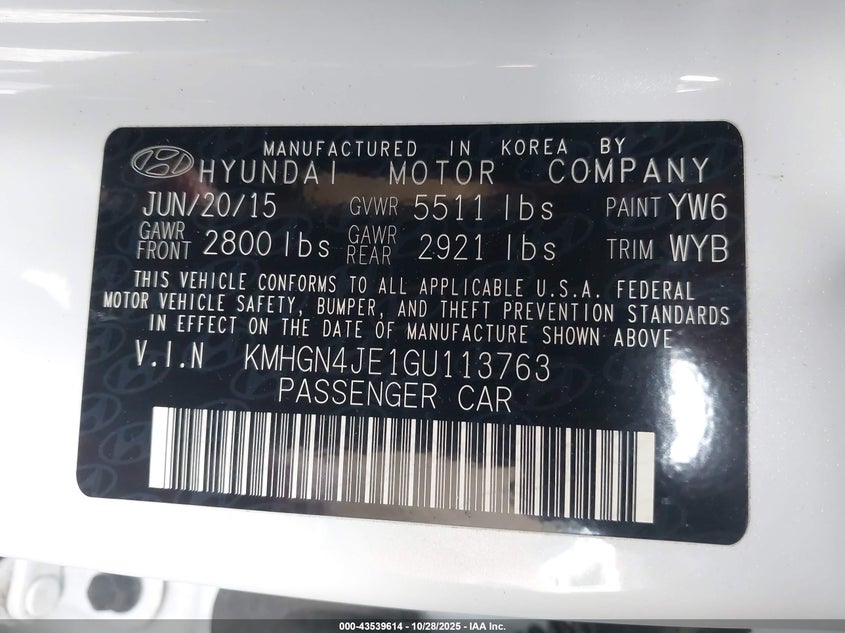 MANUFACTURED IN KOREA BY
HYUNDAI MOTOR COMPANY
JUN/20/15 GVWR 5511 lbs PAINT YW6
GAWR FRONT 2800 lbs GAWR REAR 2921 lbs TRIM WYB
THIS VEHICLE CONFORMS TO ALL APPLICABLE U.S.A. FEDERAL
MOTOR VEHICLE SAFETY, BUMPER, AND THEFT PREVENTION STANDARDS
IN EFFECT ON THE DATE OF MANUFACTURE SHOWN ABOVE
V.I.N KMHGN4JE1GU113763
PASSENGER CAR
000-43539614 - 10/28/2025 - IAA Inc.